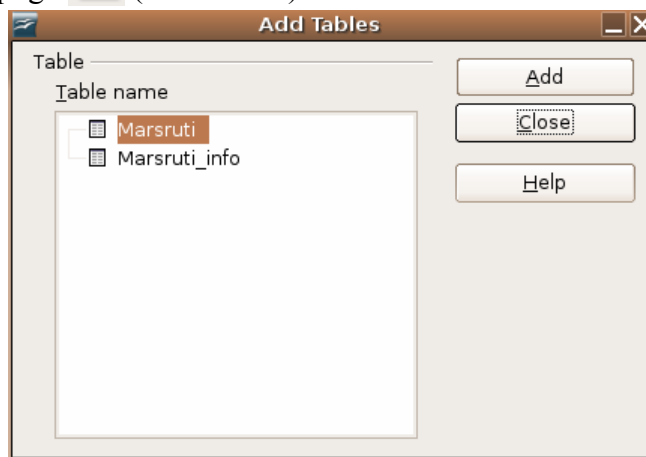 Add Tables
Table
Table name
Marsruti
Marsruti_info
Add
Close
Help